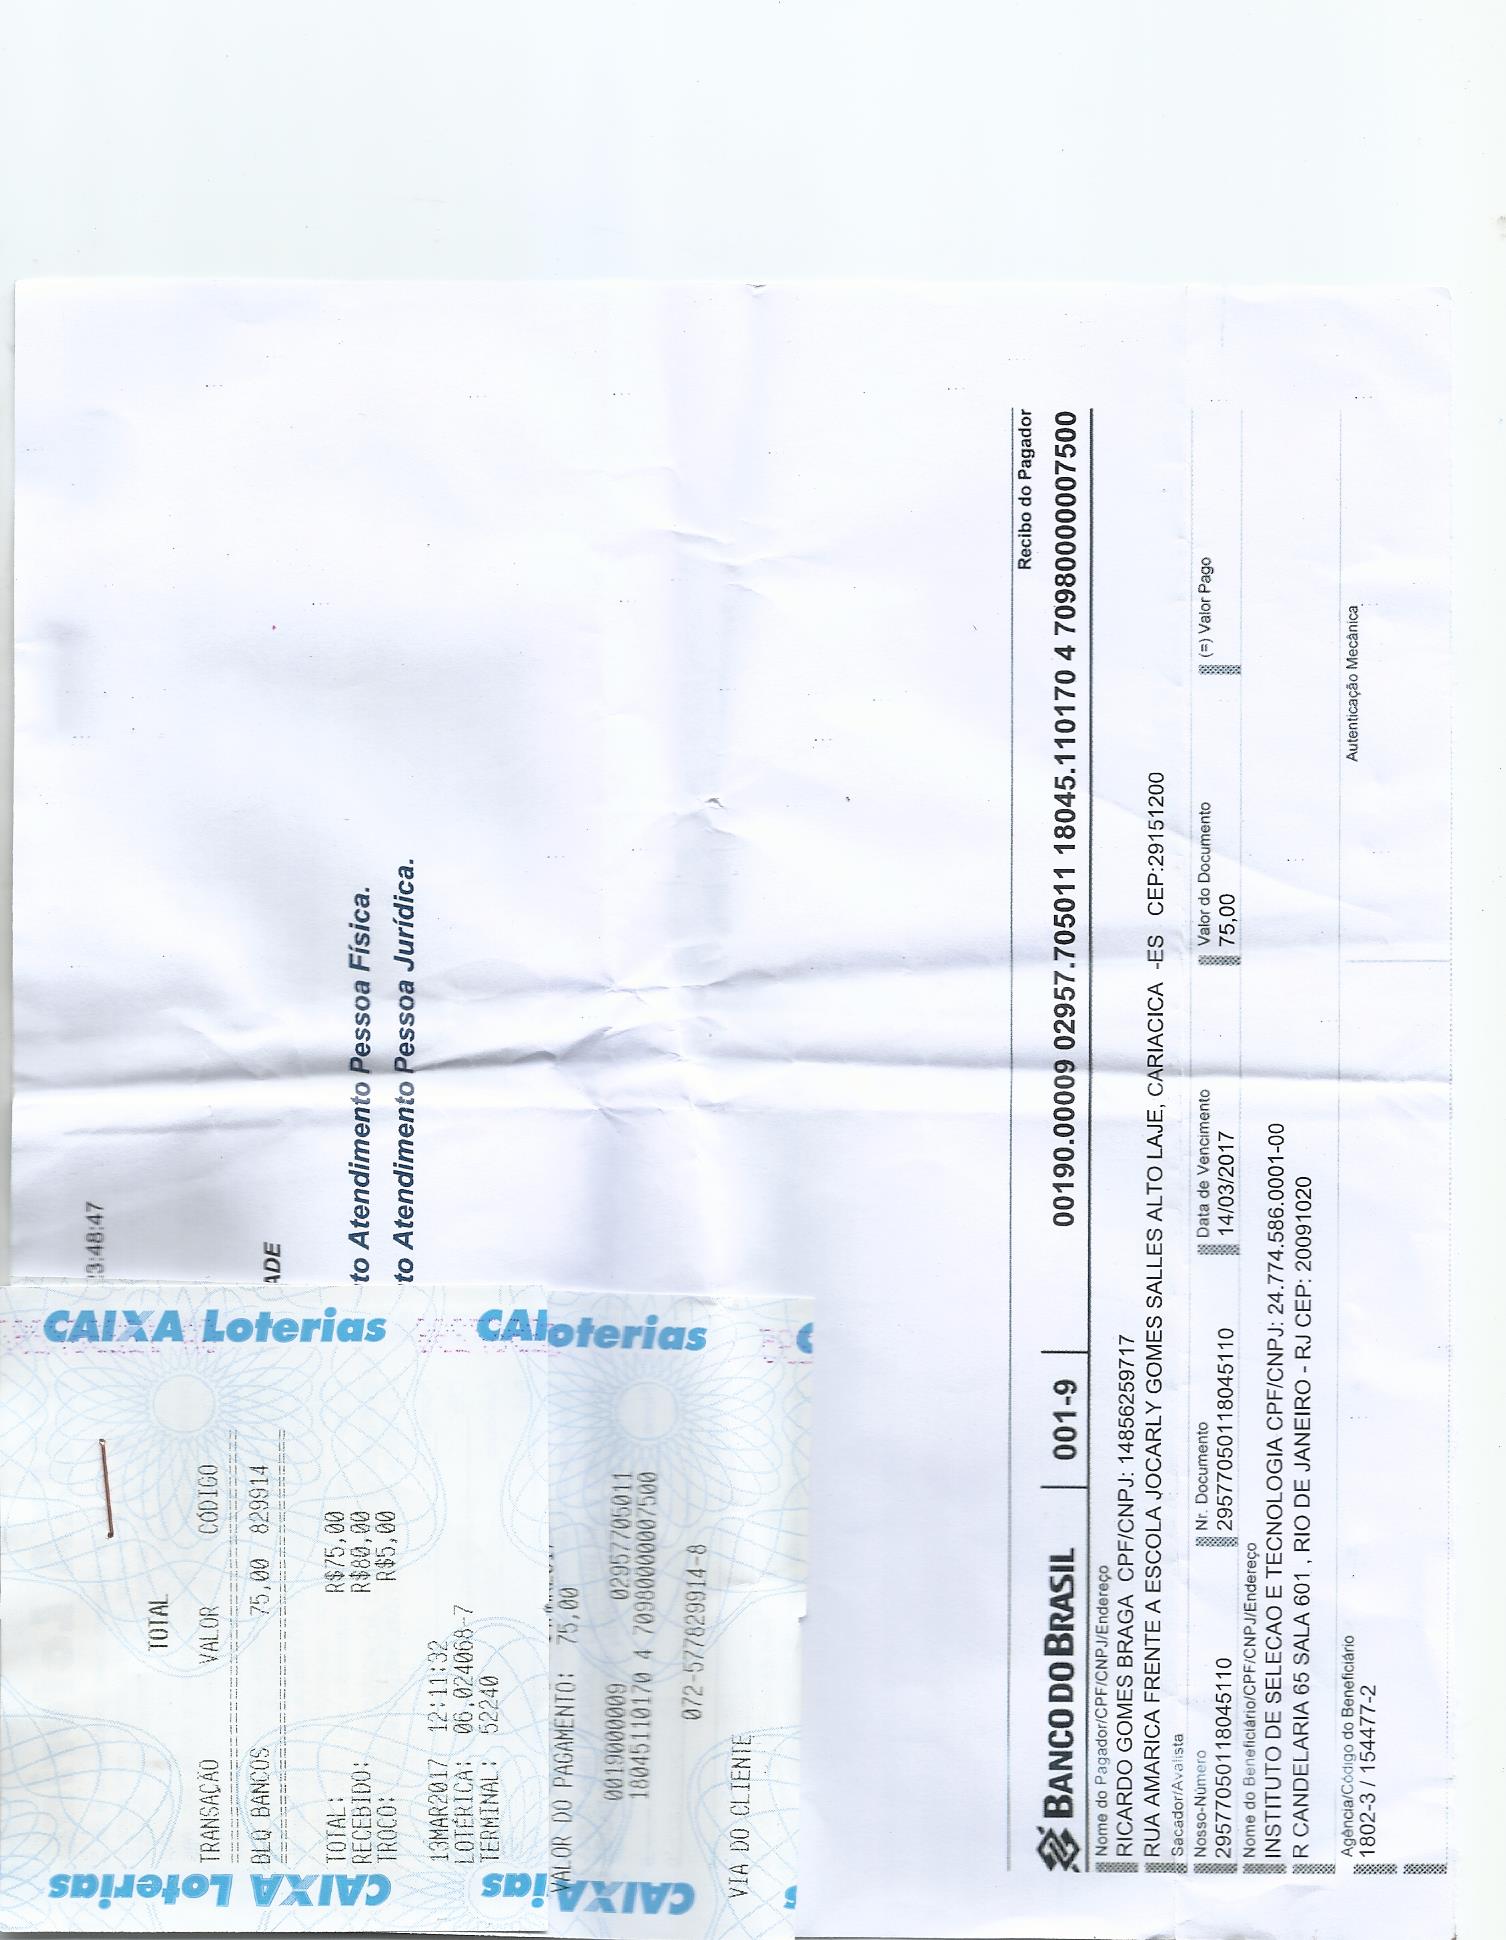 CAIXA Loterias
CAIXA Loterias
TOTAL
TRANSAÇÃO VALOR CÓDIGO
BLQ BANCOS 75,00 829914
TOTAL: R$75,00
RECEBIDO: R$80,00
TROCO: R$5,00
13MAR2017 12:11:32
LOTÉRICA: 06.024068-7
TERMINAL: 52240
CAI
ias
oterias
CAIXA
VALOR DO PAGAMENTO: 75,00
0019000009 02957705011
18045110170 4 70980000007500
072-577829914-8
VIA DO CLIENTE
3:48:47
ADE
to Atendimento Pessoa Física.
to Atendimento Pessoa Jurídica.
Recibo do Pagador
BANCO DO BRASIL 001-9 00190.00009 02957.705011 18045.110170 4 70980000007500
Nome do Pagador/CPF/CNPJ/Endereço
RICARDO GOMES BRAGA CPF/CNPJ: 14856259717
RUA AMARICA FRENTE A ESCOLA JOCARLY GOMES SALLES ALTO LAJE, CARIACICA -ES CEP:29151200
Sacador/Avalista
Nosso-Número Nr. Documento Data de Vencimento Valor do Documento (=) Valor Pago
29577050118045110 29577050118045110 14/03/2017 75,00
Nome do Beneficiário/CPF/CNPJ/Endereço
INSTITUTO DE SELECAO E TECNOLOGIA CPF/CNPJ: 24.774.586.0001-00
R CANDELARIA 65 SALA 601 , RIO DE JANEIRO - RJ CEP: 20091020
Agência/Código do Beneficiário Autenticação Mecânica
1802-3 / 154477-2